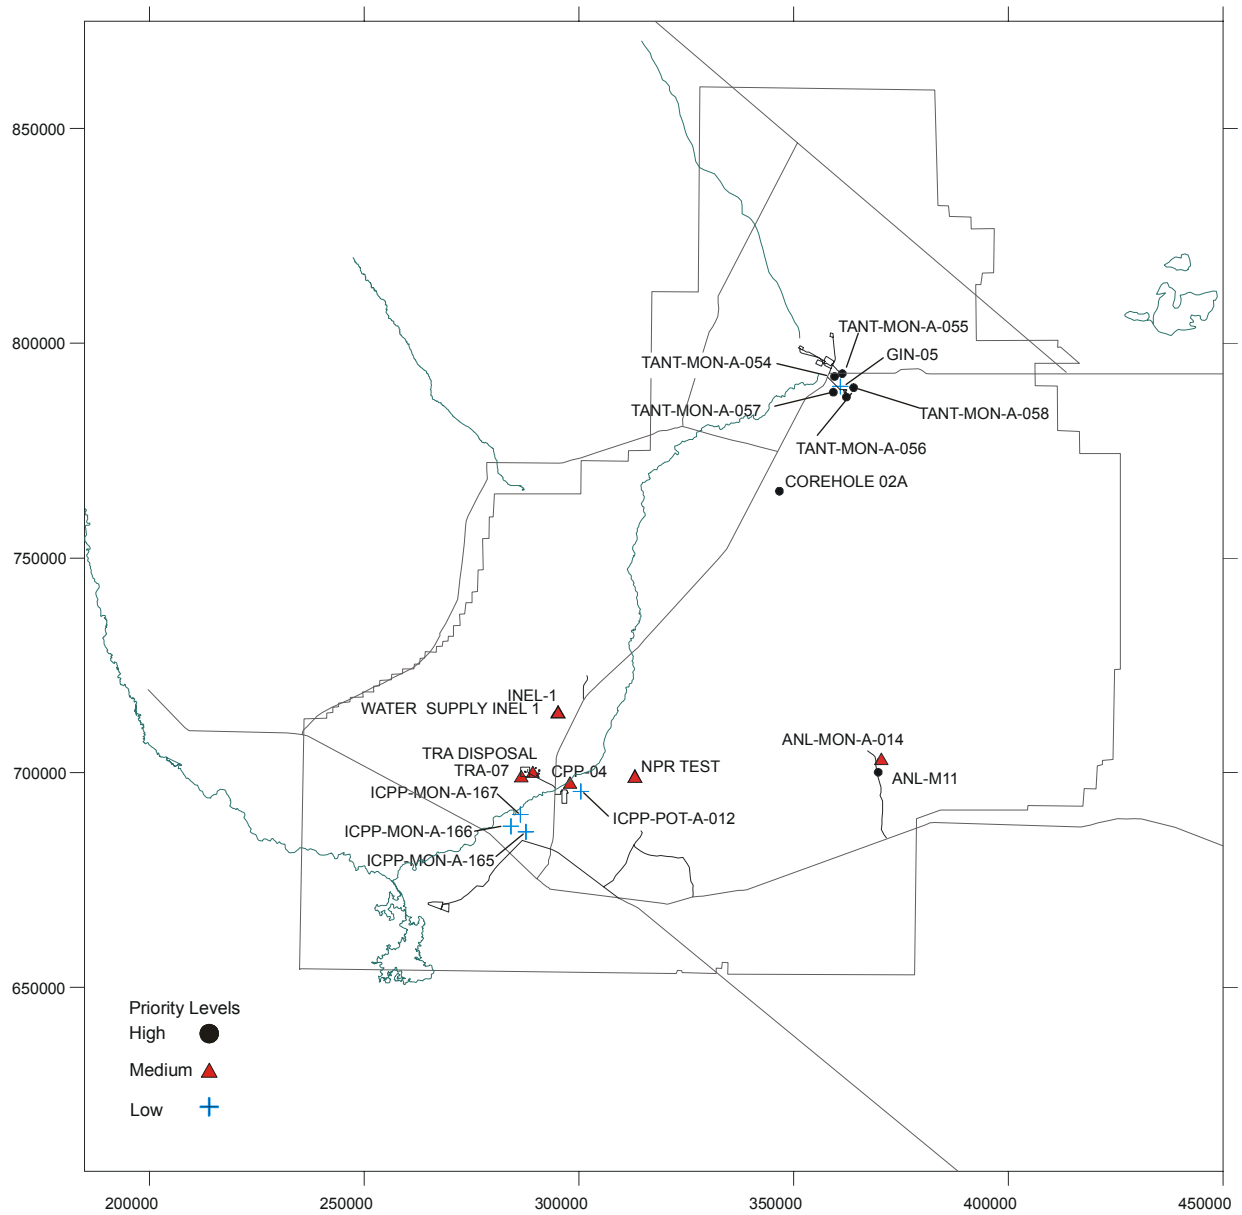 850000
TANT-MON-A-055
800000
GIN-05
TANT-MON-A-054
TANT-MON-A-057
TANT-MON-A-058
TANT-MON-A-056
COREHOLE 02A
750000
INEL-1
WATER SUPPLY INEL 1
ANL-MON-A-014
TRA DISPOSAL
700000
TRA-07
CPP-04
NPR TEST
ANL-M11
ICPP-MON-A-167
ICPP-POT-A-012
ICPP-MON-A-166
ICPP-MON-A-165
650000
Priority Levels
High
Medium
Low
200000
250000
300000
350000
400000
450000